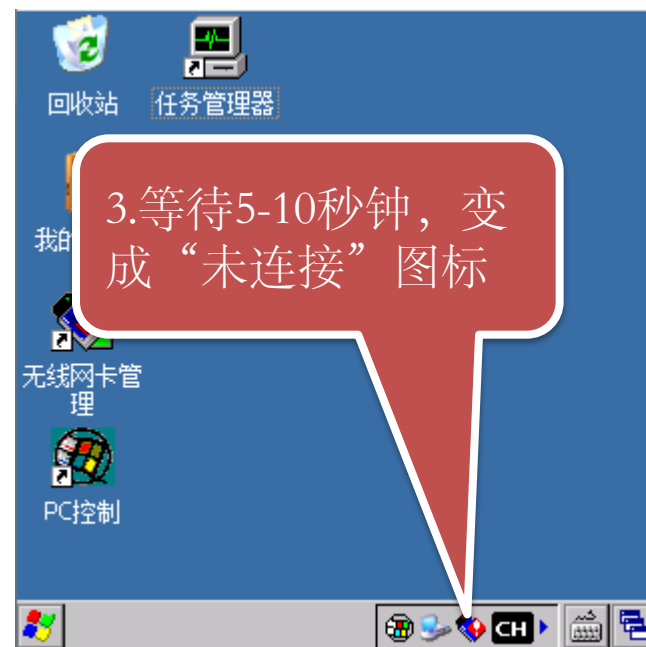 回收站
任务管理器
3.等待5-10秒钟，变
成“未连接”图标
我的
无线网卡管
理
PC控制
CH